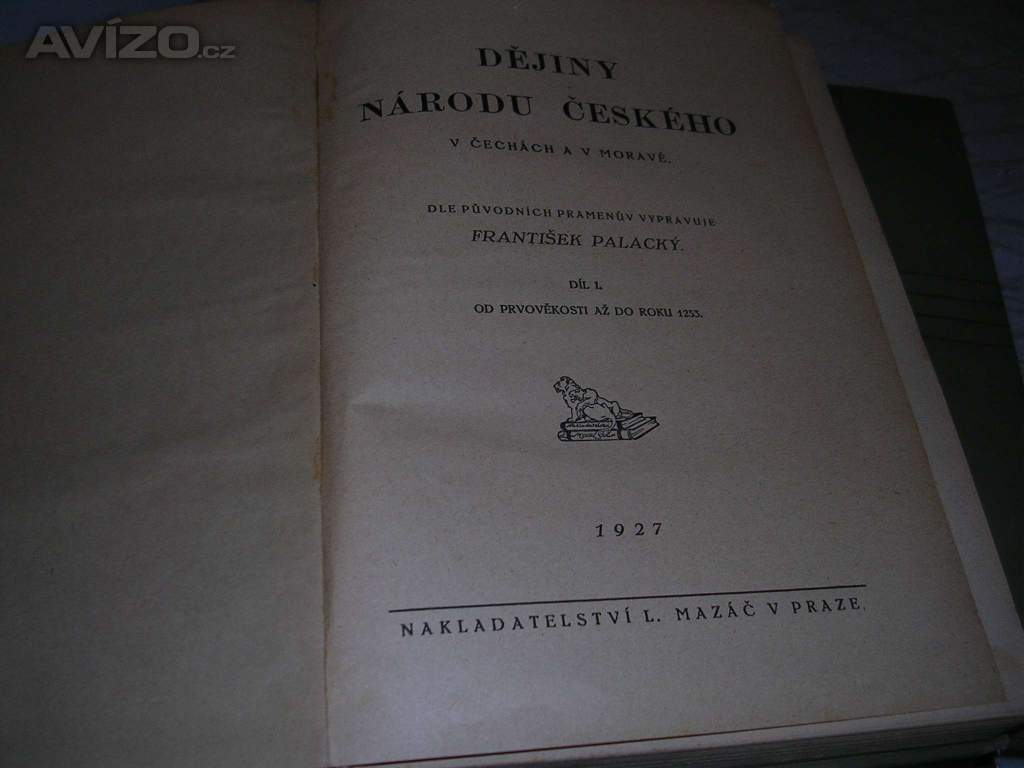 AVÍZO.cz
DĚJINY
NÁRODU ČESKÉHO
V ČECHÁCH A V MORAVĚ.
DLE PŮVODNÍCH PRAMENŮV VYPRAVUJE
FRANTIŠEK PALACKÝ.
DÍL I.
OD PRVOVĚKOSTI AŽ DO ROKU 1253.
1927
NAKLADATELSTVÍ L. MAZÁČ V PRAZE.